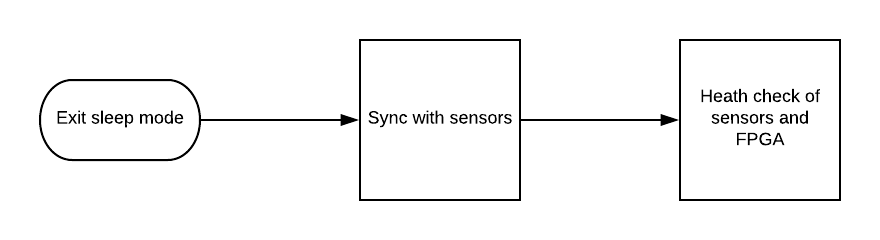 Exit sleep mode
Sync with sensors
Heath check of
sensors and
FPGA